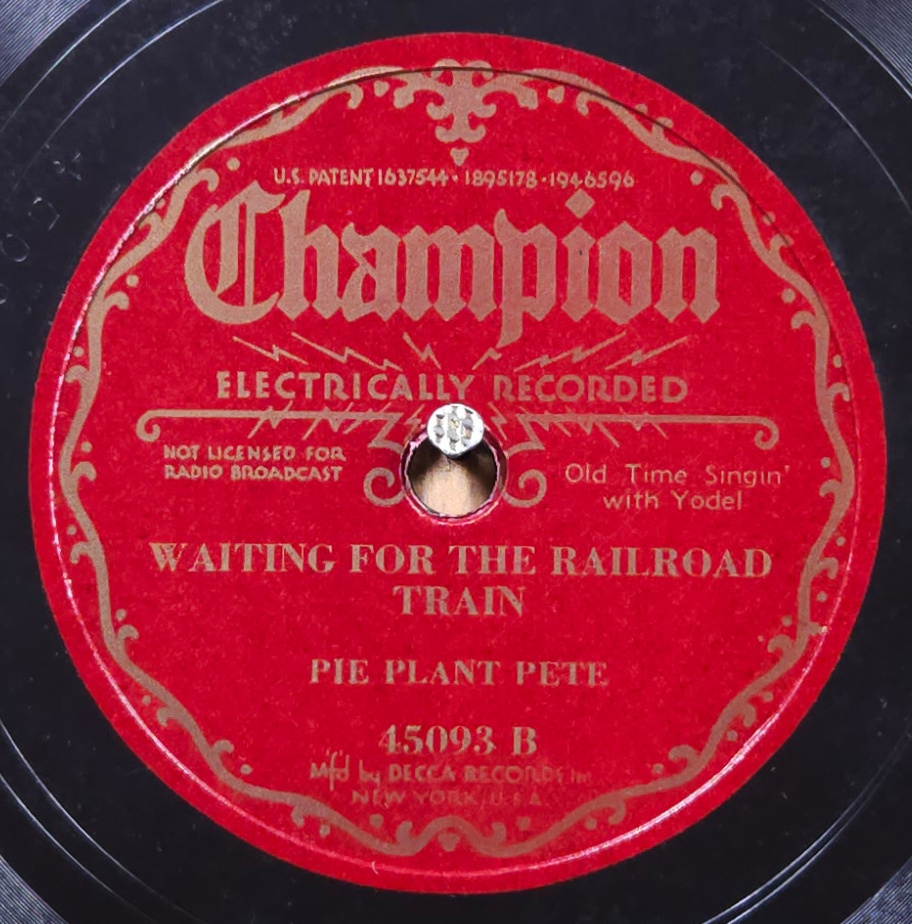 U.S. PATENT 1637544 · 1895178 · 1946596
Champion
ELECTRICALLY RECORDED
NOT LICENSED FOR
RADIO BROADCAST
Old Time Singin'
with Yodel
WAITING FOR THE RAILROAD
TRAIN
PIE PLANT PETE
45093 B
Mf'd by DECCA RECORDS INC.
NEW YORK, U.S.A.